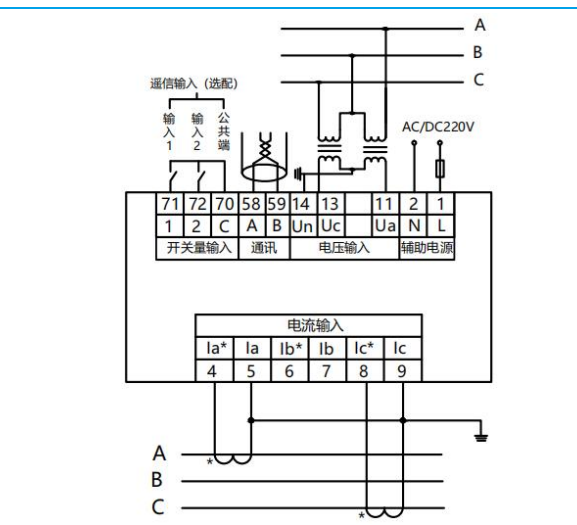 A
B
C
遥信输入（选配）
输入1
输入2
公共端
AC/DC220V
71 72 70 58 59 14 13 11 2 1
1 2 C A B Un Uc Ua N L
开关量输入 通讯 电压输入 辅助电源
电流输入
Ia* Ia Ib* Ib Ic* Ic
4 5 6 7 8 9
A
*
B
C
*